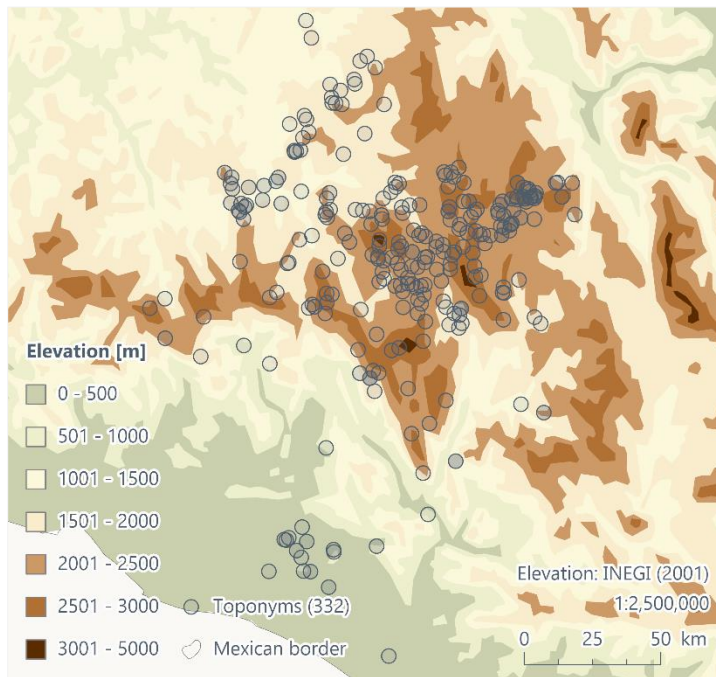 Elevation [m]
0 - 500
501 - 1000
1001 - 1500
1501 - 2000
2001 - 2500
2501 - 3000
3001 - 5000
Toponyms (332)
Mexican border
Elevation: INEGI (2001)
1:2,500,000
0 25 50 km